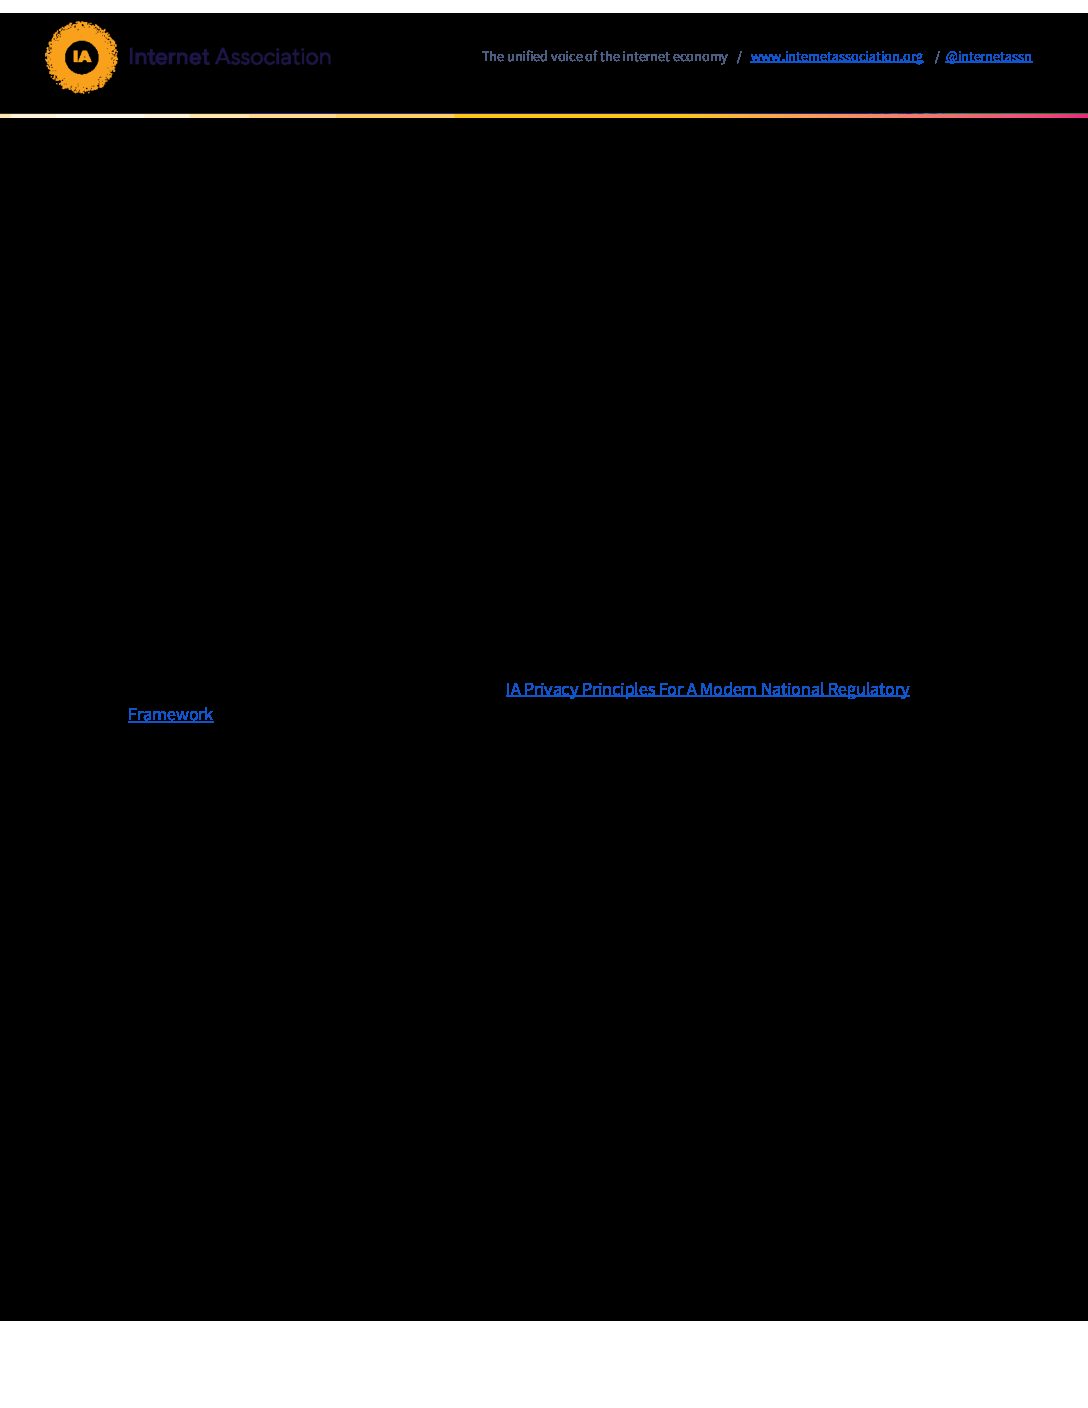 IA Internet Association
The unified voice of the internet economy / www.internetassociation.org / @internetassn
IA Privacy Principles For A Modern National Regulatory
Framework